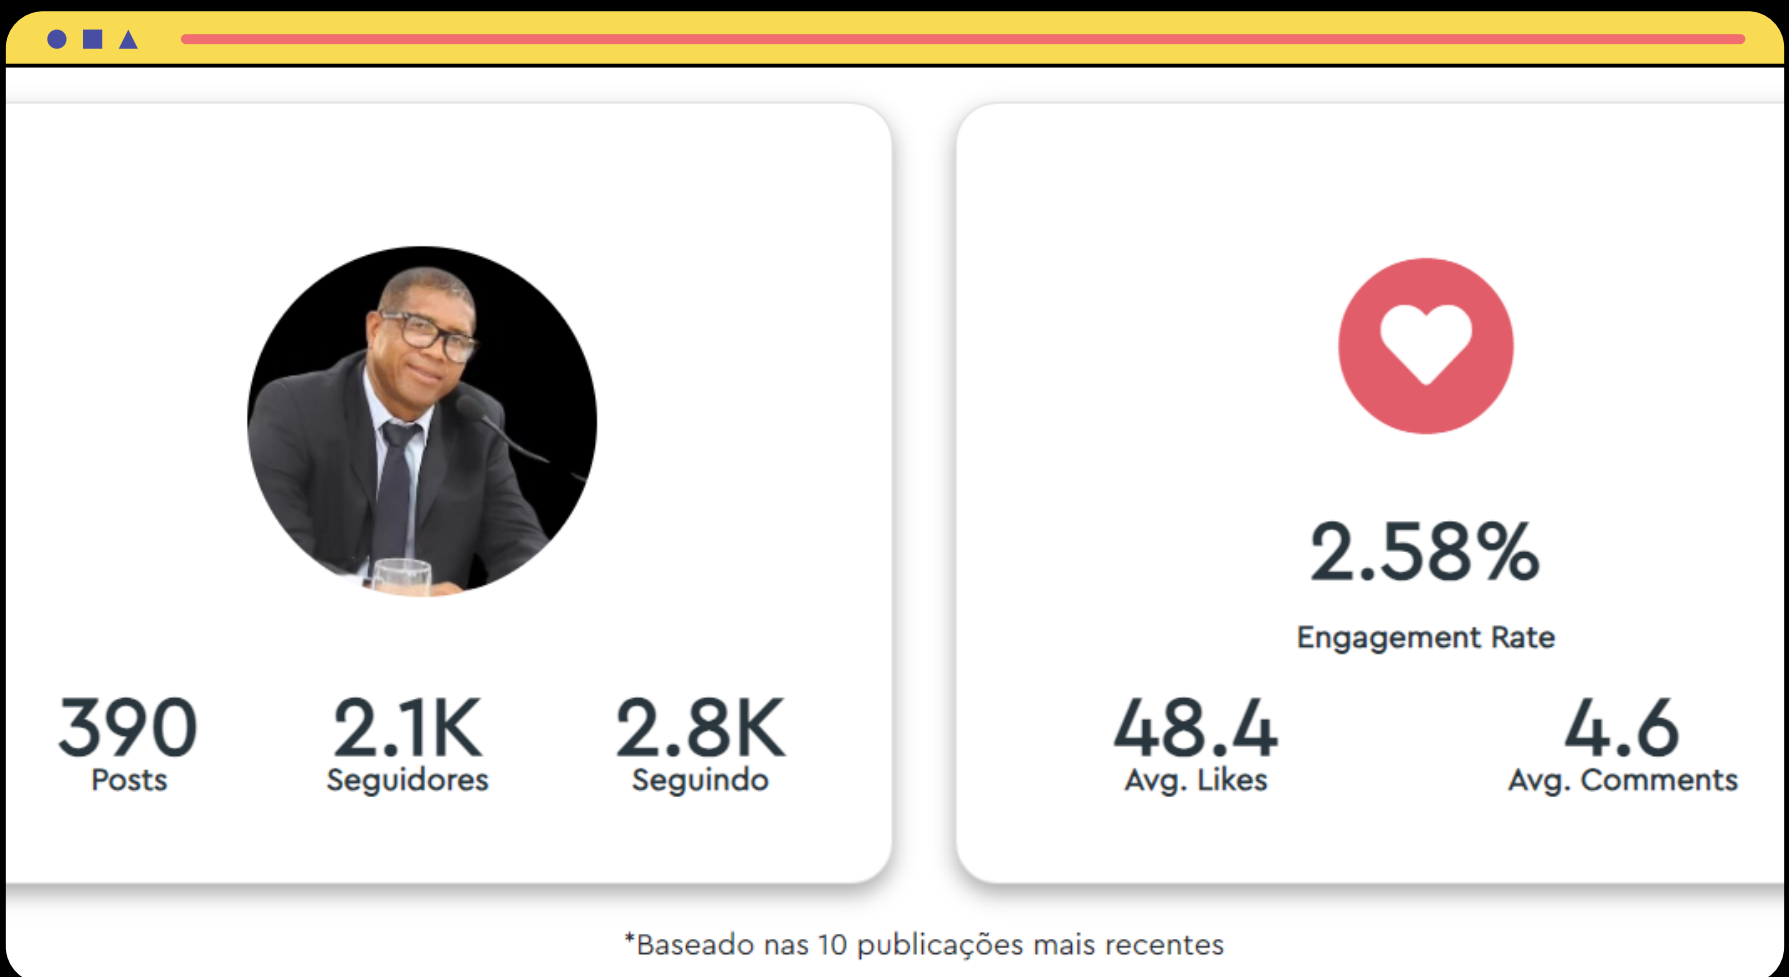 390
Posts
2.1K
Seguidores
2.8K
Seguindo
2.58%
Engagement Rate
48.4
Avg. Likes
4.6
Avg. Comments
*Baseado nas 10 publicações mais recentes